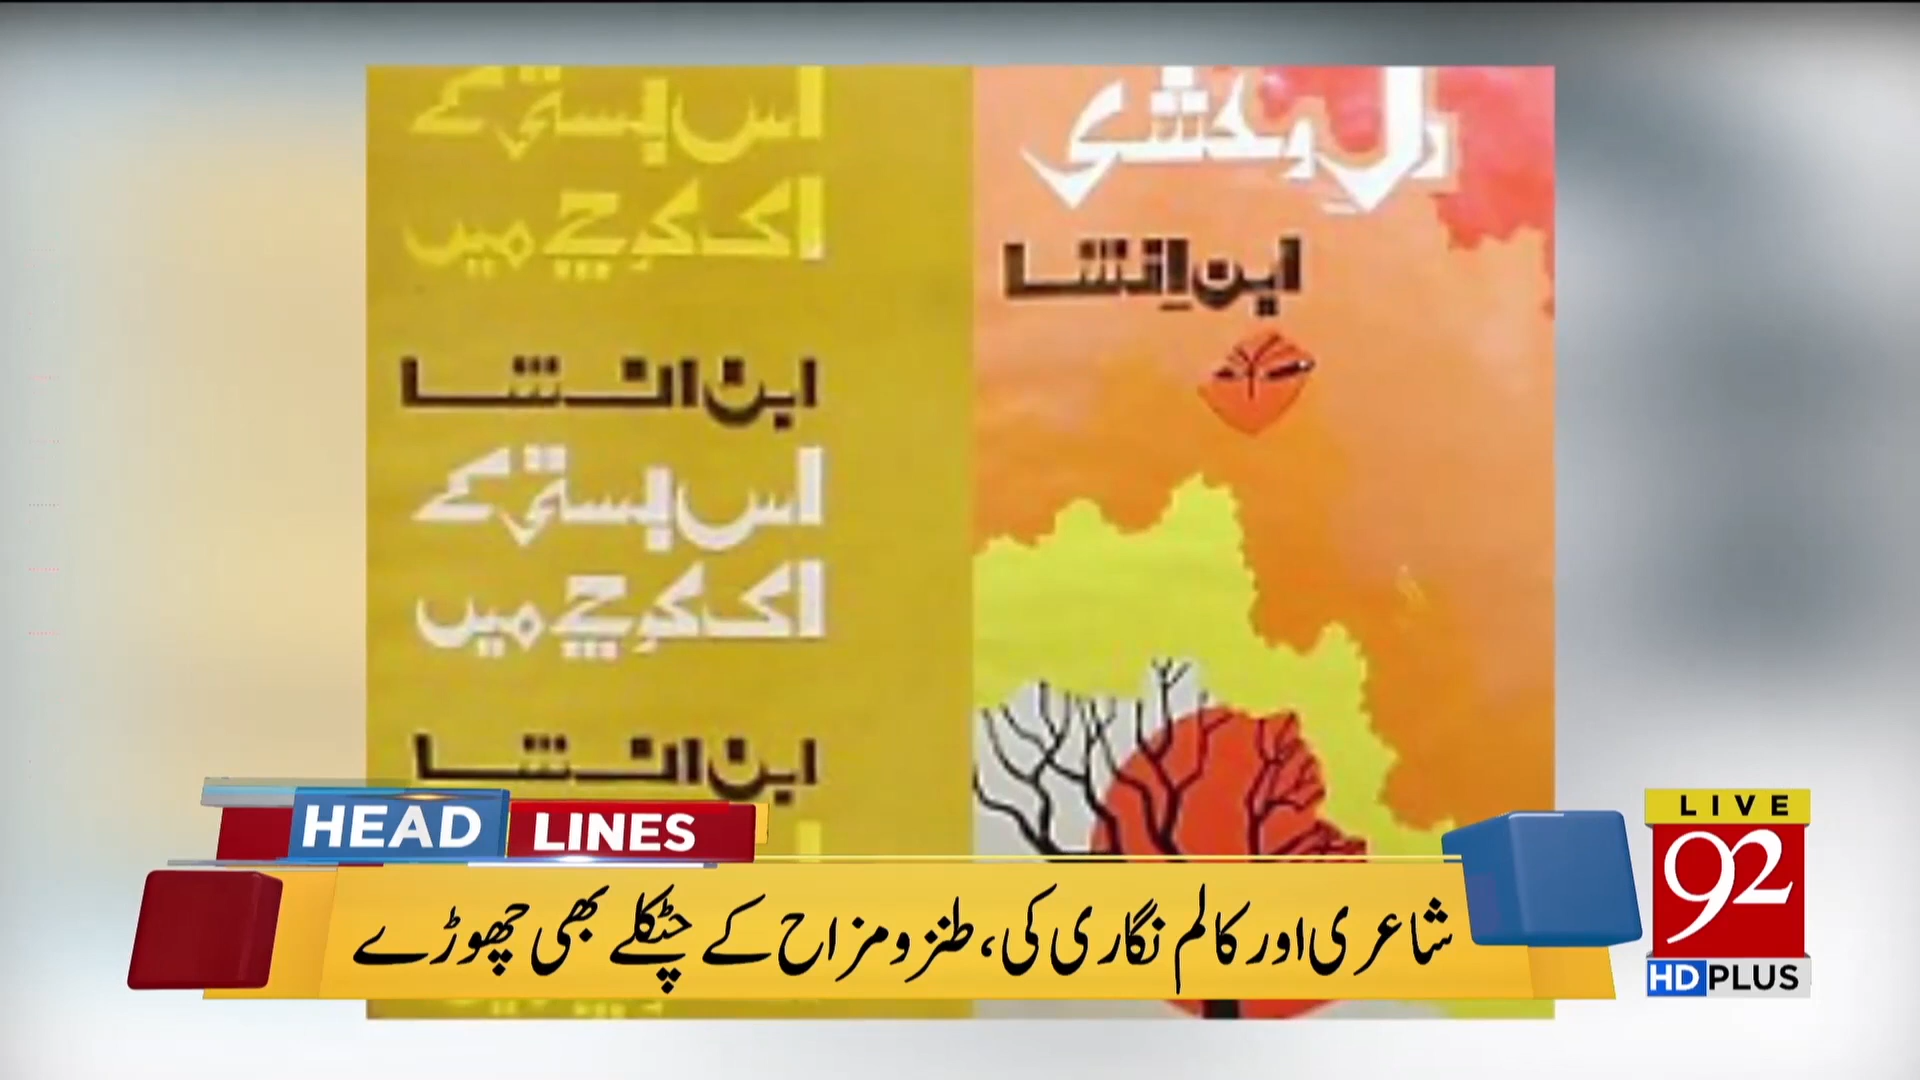 اس بستی کے
اک کوچے میں
ابن انشا
اس بستی کے
اک کوچے میں
ابن انشا
دلِ وحشی
ابن اِنشا
HEAD LINES
شاعری اور کالم نگاری کی، طنز و مزاح کے چٹکلے بھی چھوڑے
LIVE
92
HD PLUS